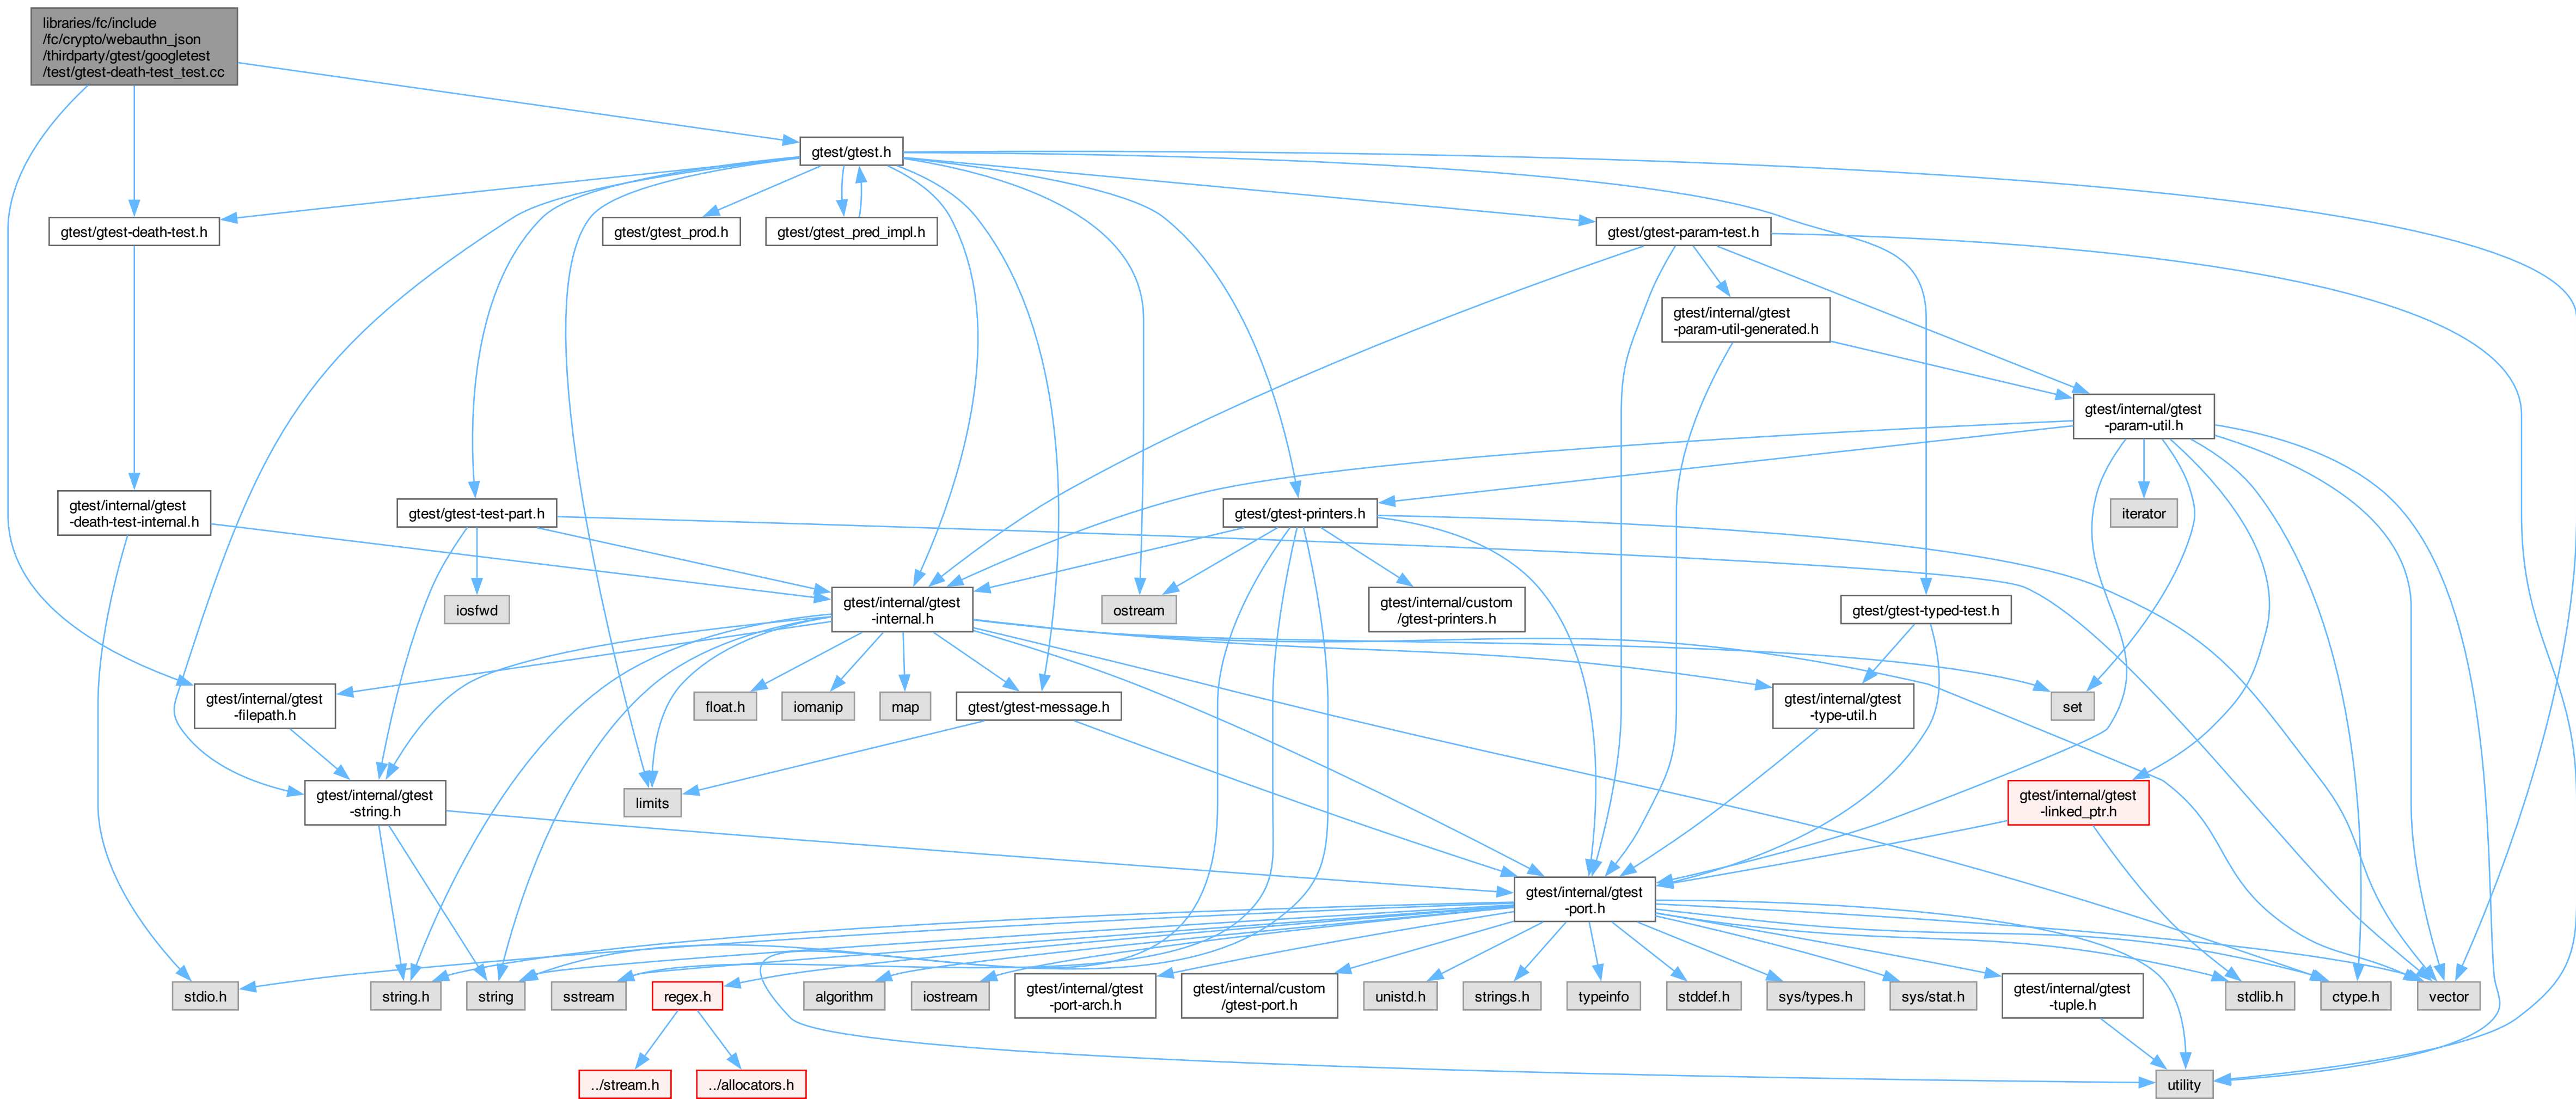 libraries/fc/include
/fc/crypto/webauthn_json
/thirdparty/gtest/googletest
/test/gtest-death-test_test.cc
gtest/gtest.h
gtest/gtest-death-test.h
gtest/gtest_prod.h
gtest/gtest_pred_impl.h
gtest/gtest-param-test.h
gtest/internal/gtest
-param-util-generated.h
gtest/internal/gtest
-param-util.h
gtest/internal/gtest
-death-test-internal.h
gtest/gtest-test-part.h
gtest/gtest-printers.h
iterator
iosfwd
gtest/internal/gtest
-internal.h
ostream
gtest/internal/custom
/gtest-printers.h
gtest/gtest-typed-test.h
gtest/internal/gtest
-filepath.h
float.h
iomanip
map
gtest/gtest-message.h
gtest/internal/gtest
-type-util.h
set
gtest/internal/gtest
-string.h
limits
gtest/internal/gtest
-linked_ptr.h
gtest/internal/gtest
-port.h
stdio.h
string.h
string
sstream
regex.h
algorithm
iostream
gtest/internal/gtest
-port-arch.h
gtest/internal/custom
/gtest-port.h
unistd.h
strings.h
typeinfo
stddef.h
sys/types.h
sys/stat.h
gtest/internal/gtest
-tuple.h
stdlib.h
ctype.h
vector
../stream.h
../allocators.h
utility